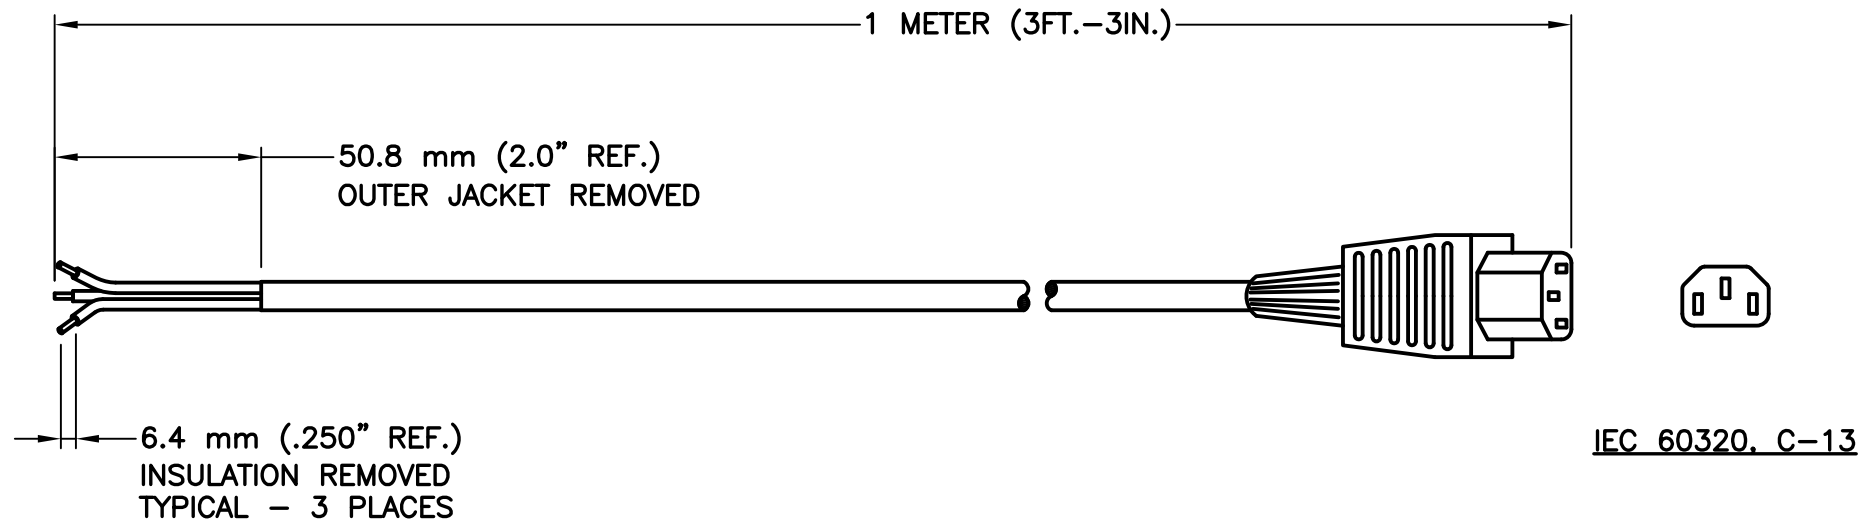 1 METER (3FT.-3IN.)
50.8 mm (2.0" REF.)
OUTER JACKET REMOVED
6.4 mm (.250" REF.)
INSULATION REMOVED
TYPICAL - 3 PLACES
IEC 60320, C-13